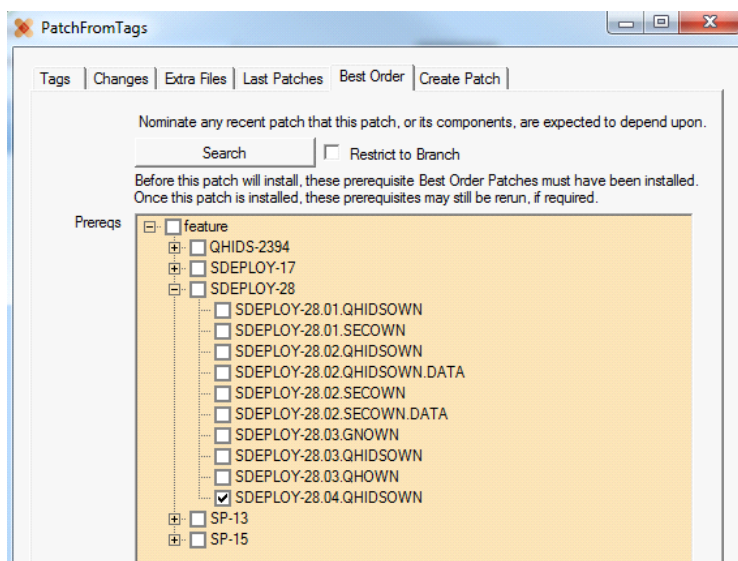 PatchFromTags
Tags Changes Extra Files Last Patches Best Order Create Patch
Nominate any recent patch that this patch, or its components, are expected to depend upon.
Search Restrict to Branch
Before this patch will install, these prerequisite Best Order Patches must have been installed.
Once this patch is installed, these prerequisites may still be rerun, if required.
Prereqs feature
QHIDS-2394
SDEPLOY-17
SDEPLOY-28
SDEPLOY-28.01.QHIDSOWN
SDEPLOY-28.01.SECOWN
SDEPLOY-28.02.QHIDSOWN
SDEPLOY-28.02.QHIDSOWN.DATA
SDEPLOY-28.02.SECOWN
SDEPLOY-28.02.SECOWN.DATA
SDEPLOY-28.03.GNOWN
SDEPLOY-28.03.QHIDSOWN
SDEPLOY-28.03.QHOWN
SDEPLOY-28.04.QHIDSOWN
SP-13
SP-15